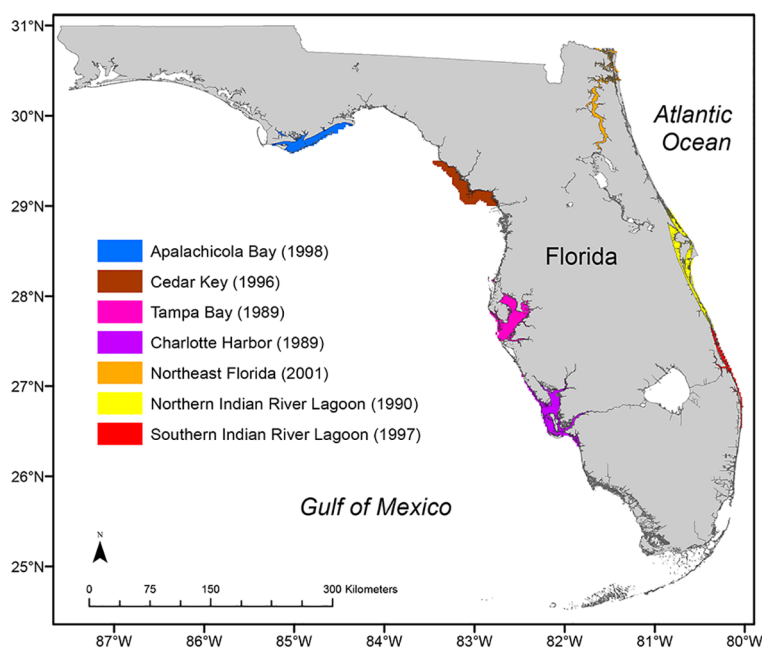 31°N
30°N
29°N
28°N
27°N
26°N
25°N
Atlantic
Ocean
Florida
Apalachicola Bay (1998)
Cedar Key (1996)
Tampa Bay (1989)
Charlotte Harbor (1989)
Northeast Florida (2001)
Northern Indian River Lagoon (1990)
Southern Indian River Lagoon (1997)
Gulf of Mexico
N
0 75 150 300 Kilometers
87°W 86°W 85°W 84°W 83°W 82°W 81°W 80°W